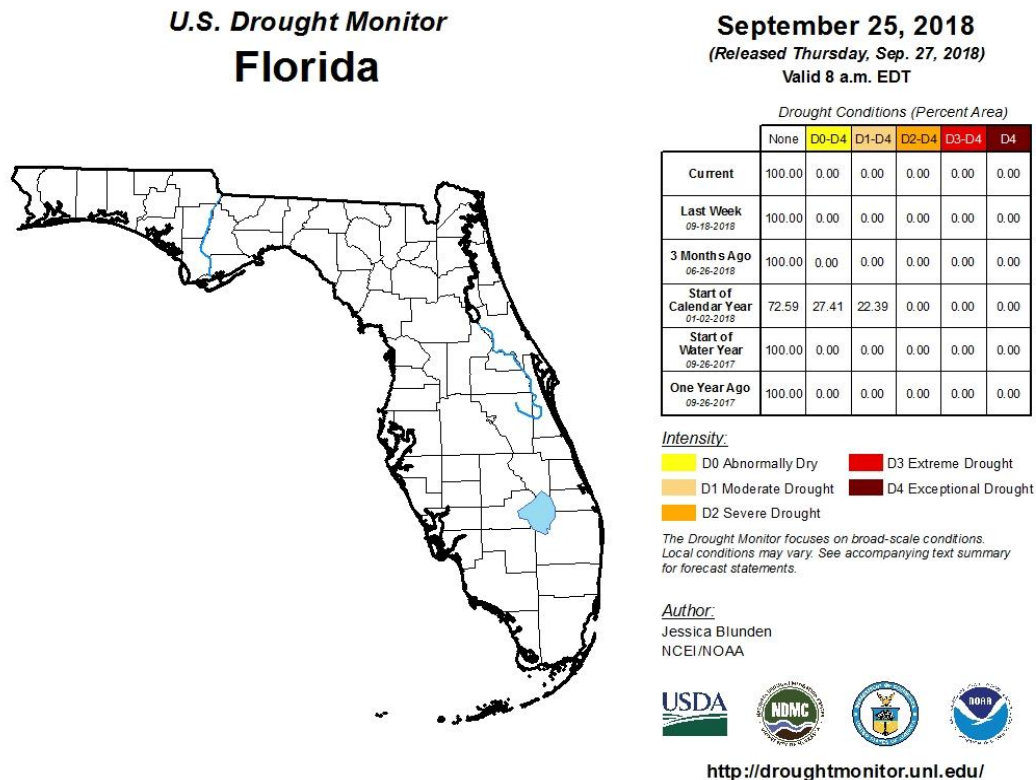 U.S. Drought Monitor
Florida
September 25, 2018
(Released Thursday, Sep. 27, 2018)
Valid 8 a.m. EDT
Drought Conditions (Percent Area)
None D0-D4 D1-D4 D2-D4 D3-D4 D4
Current 100.00 0.00 0.00 0.00 0.00 0.00
Last Week
09-18-2018 100.00 0.00 0.00 0.00 0.00 0.00
3 Months Ago
06-26-2018 100.00 0.00 0.00 0.00 0.00 0.00
Start of
Calendar Year
01-02-2018 72.59 27.41 22.39 0.00 0.00 0.00
Start of
Water Year
09-26-2017 100.00 0.00 0.00 0.00 0.00 0.00
One Year Ago
09-26-2017 100.00 0.00 0.00 0.00 0.00 0.00
Intensity:
D0 Abnormally Dry
D1 Moderate Drought
D2 Severe Drought
D3 Extreme Drought
D4 Exceptional Drought
The Drought Monitor focuses on broad-scale conditions.
Local conditions may vary. See accompanying text summary
for forecast statements.
Author:
Jessica Blunden
NCEI/NOAA
USDA
NDMC
NOAA
http://droughtmonitor.unl.edu/